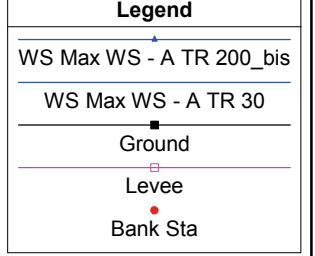 Legend
WS Max WS - A TR 200_bis
WS Max WS - A TR 30
Ground
Levee
Bank Sta